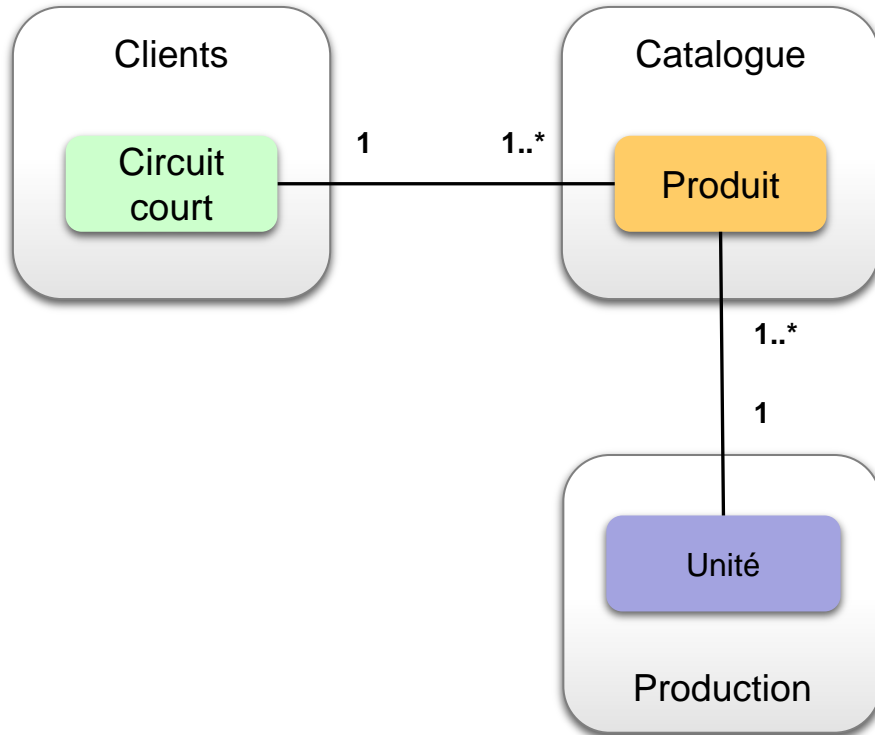 Clients
Catalogue
Circuit
court
1
1..*
Produit
1..*
1
Unité
Production